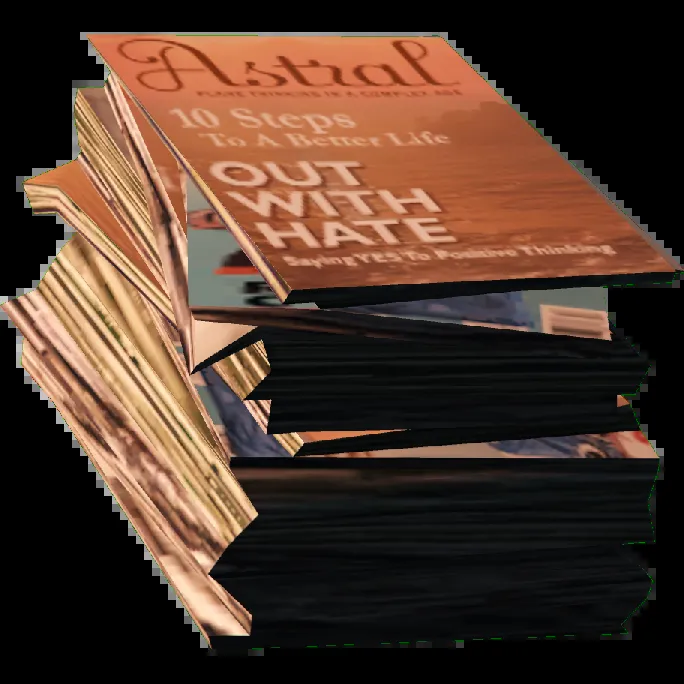 Astral
10 Steps
To A Better Life
OUT
WITH
HATE
Saying YES To Positive Thinking